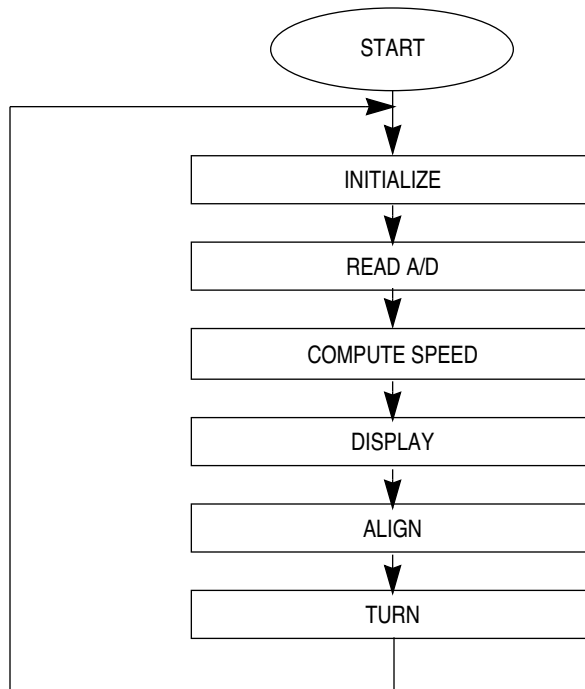 START
INITIALIZE
READ A/D
COMPUTE SPEED
DISPLAY
ALIGN
TURN